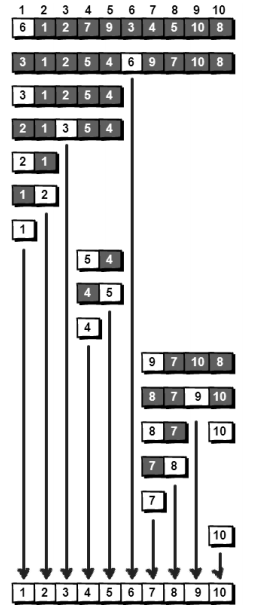 1 2 3 4 5 6 7 8 9 10
6 1 2 7 9 3 4 5 10 8
3 1 2 5 4 6 9 7 10 8
3 1 2 5 4
2 1 3 5 4
2 1
1 2
1
5 4
4 5
4
9 7 10 8
8 7 9 10
8 7 10
7 8
7
10
1 2 3 4 5 6 7 8 9 10